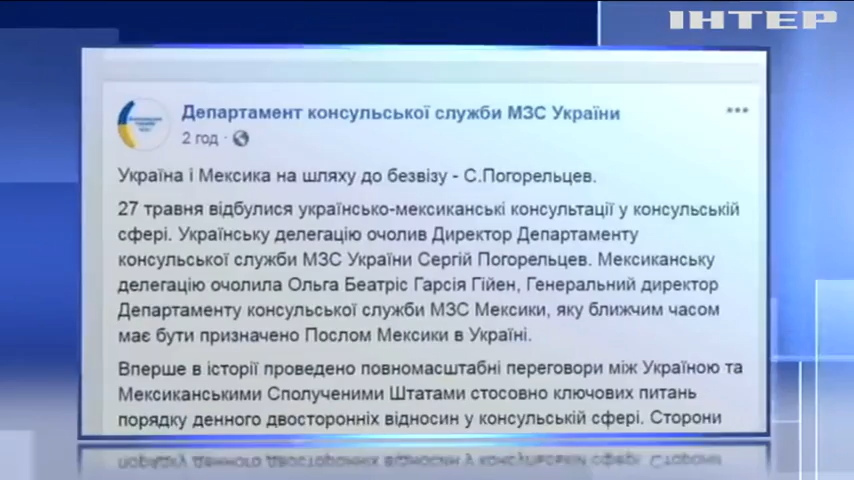 ІНТЕР
Департамент консульської служби МЗС України
2 год ·
Україна і Мексика на шляху до безвізу - С.Погорельцев.
27 травня відбулися українсько-мексиканські консультації у консульській
сфері. Українську делегацію очолив Директор Департаменту
консульської служби МЗС України Сергій Погорельцев. Мексиканську
делегацію очолила Ольга Беатріс Гарсія Гійен, Генеральний директор
Департаменту консульської служби МЗС Мексики, яку ближчим часом
має бути призначено Послом Мексики в Україні.
Вперше в історії проведено повномасштабні переговори між Україною та
Мексиканськими Сполученими Штатами стосовно ключових питань
порядку денного двосторонніх відносин у консульській сфері. Сторони